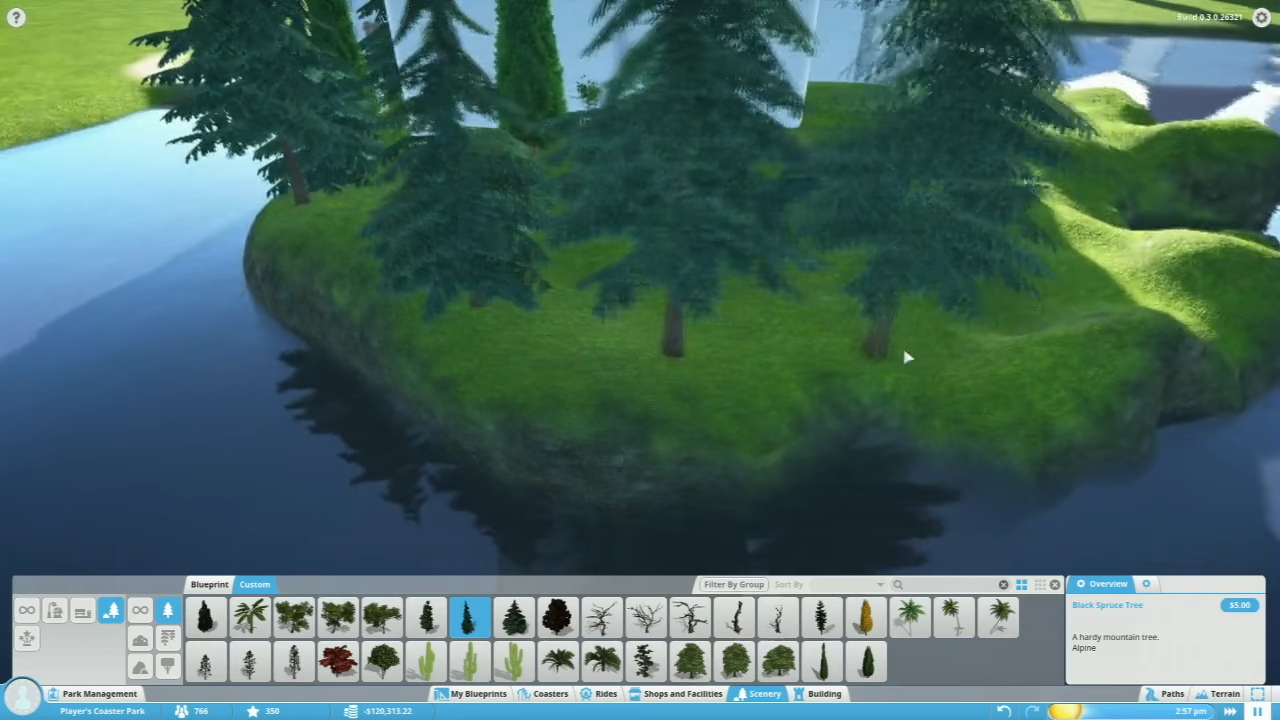 ?
Build 0.3.0.26321
Blueprint
Custom
Filter By Group
Sort By
Overview
Black Spruce Tree
$5.00
A hardy mountain tree.
Alpine
Park Management
My Blueprints
Coasters
Rides
Shops and Facilities
Scenery
Building
Paths
Terrain
Player's Coaster Park
766
350
-$120,313.22
2:57 pm